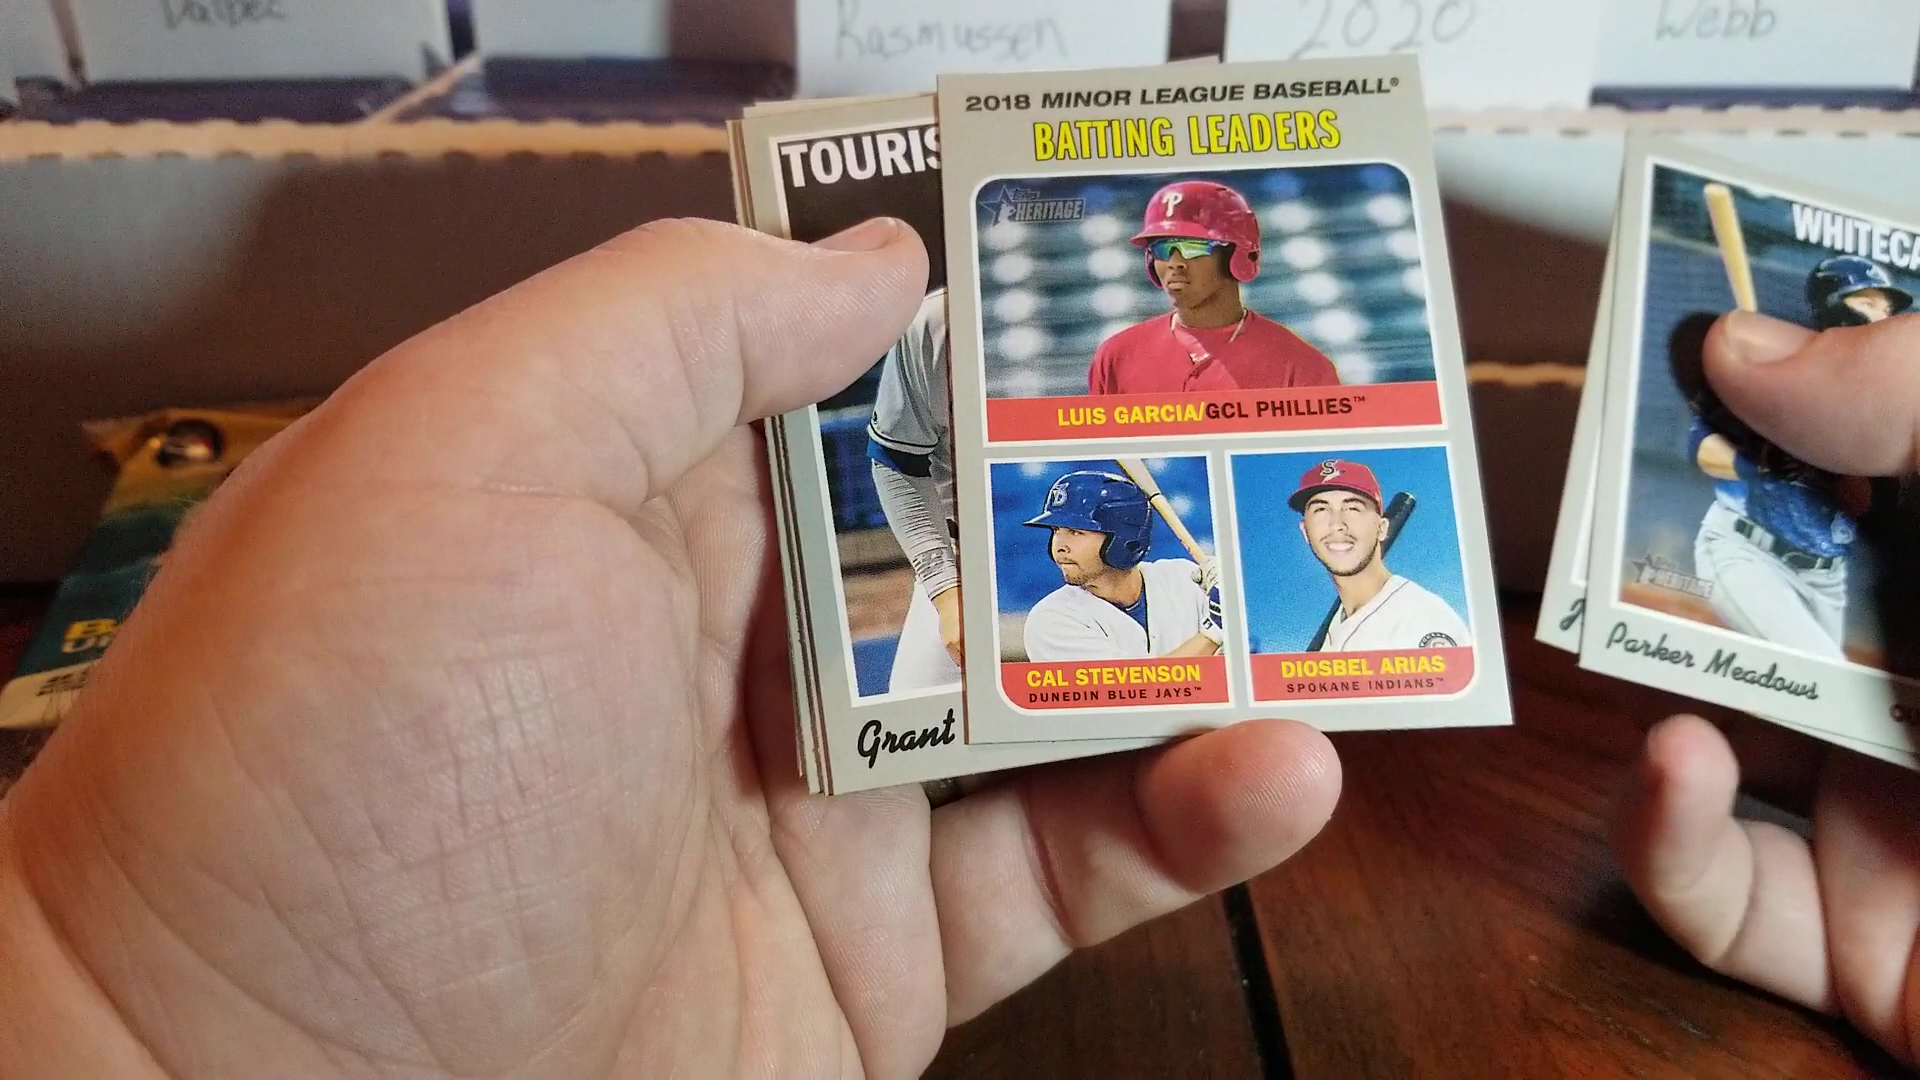 Dalbec
Rasmussen
2020
Webb
2018 MINOR LEAGUE BASEBALL®
BATTING LEADERS
Topps
HERITAGE
P
LUIS GARCIA/GCL PHILLIES™
D
CAL STEVENSON
DUNEDIN BLUE JAYS™
S
DIOSBEL ARIAS
SPOKANE INDIANS™
TOURIS
Grant
WHITECA
Topps
HERITAGE
Parker Meadows